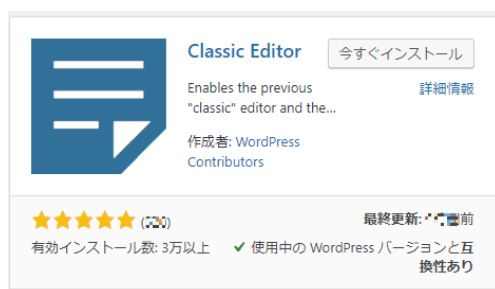 Classic Editor
今すぐインストール
Enables the previous
"classic" editor and the...
詳細情報
作成者: WordPress
Contributors
最終更新: 前
有効インストール数: 3万以上
✔ 使用中の WordPress バージョンと互
換性あり